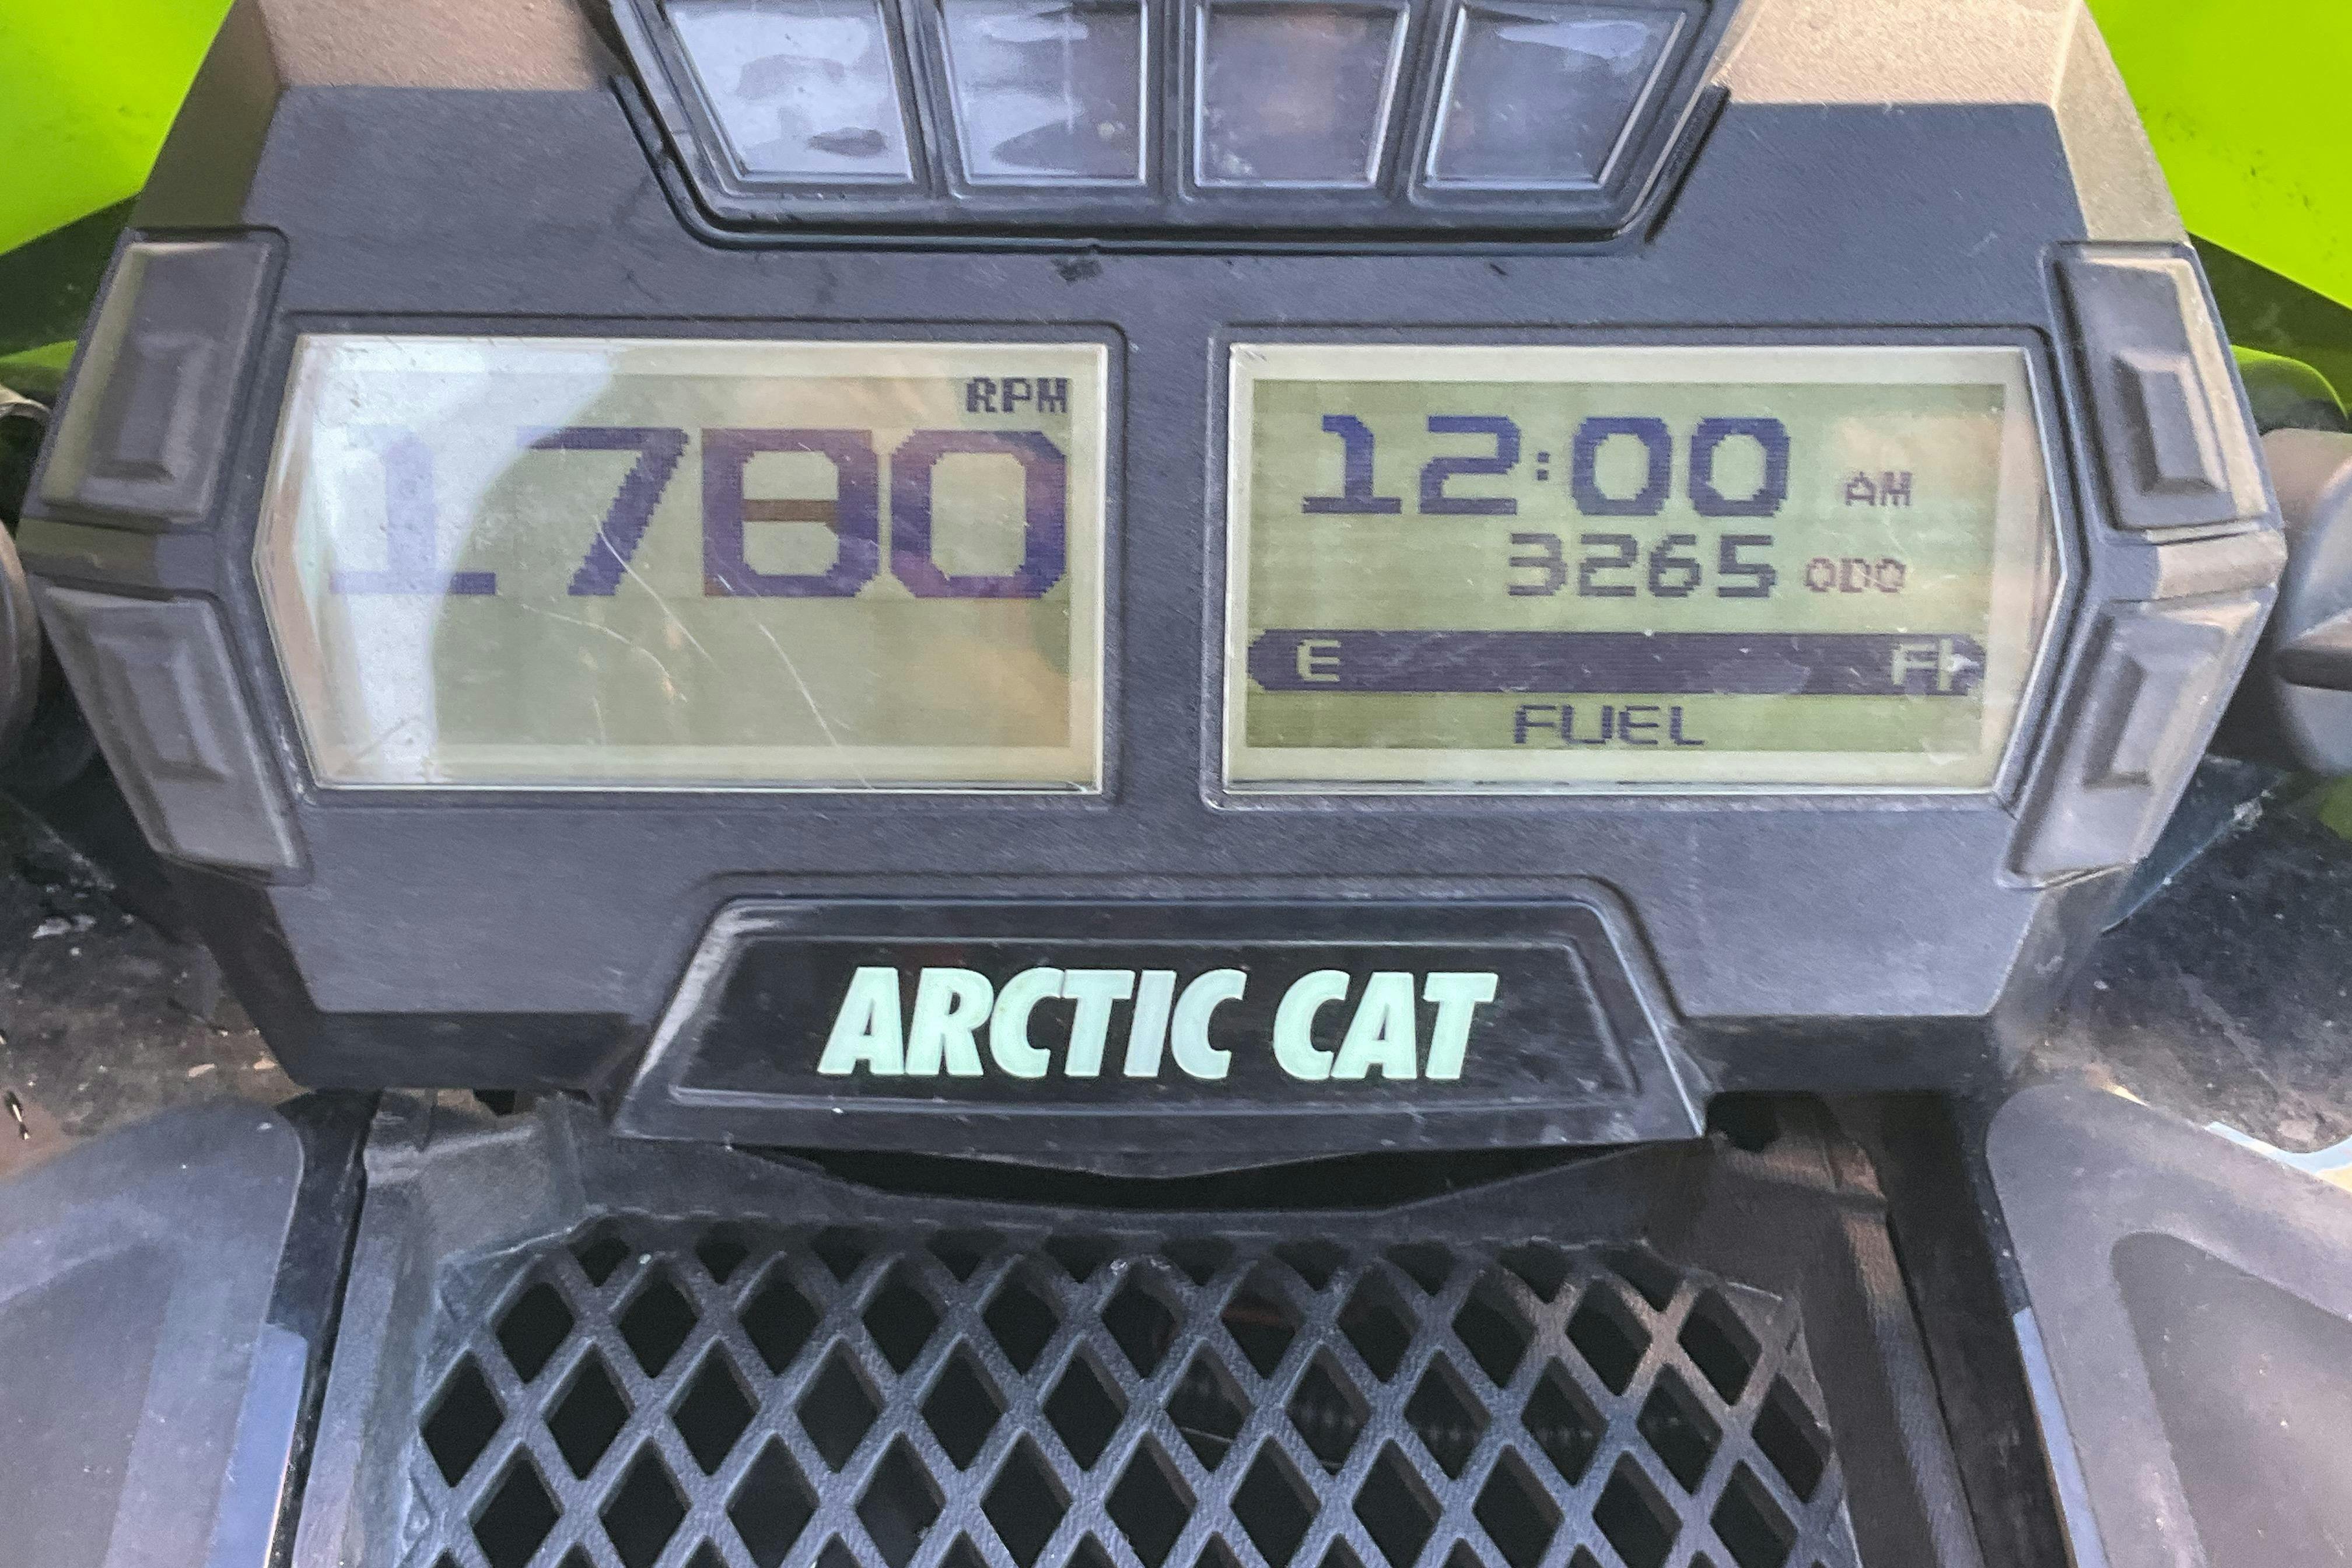 RPM
1780
12:00 AM
3265 ODO
E F
FUEL
ARCTIC CAT